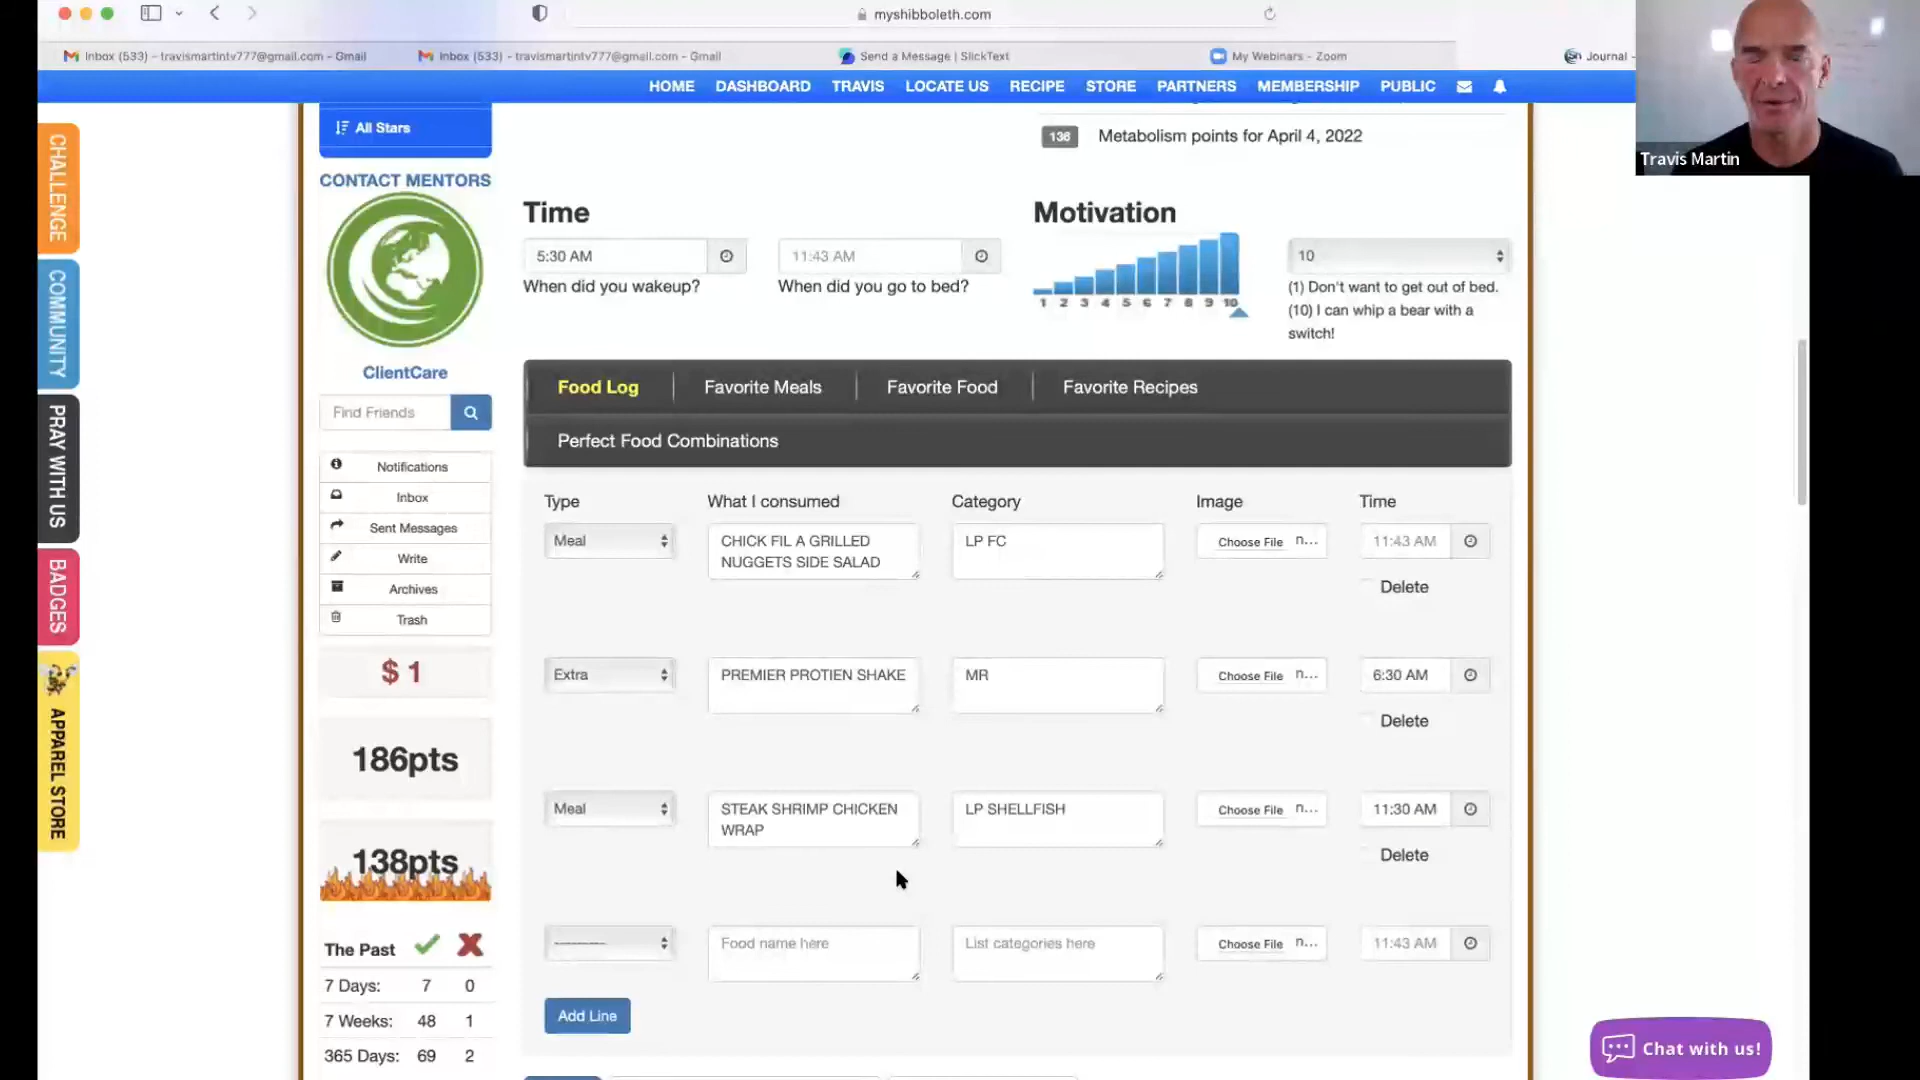 myshibboleth.com
Inbox (533) – travismartintv777@gmail.com – Gmail
Inbox (533) – travismartintv777@gmail.com – Gmail
Send a Message | SlickText
My Webinars - Zoom
Journal -
HOME DASHBOARD TRAVIS LOCATE US RECIPE STORE PARTNERS MEMBERSHIP PUBLIC
Travis Martin
CHALLENGE
COMMUNITY
PRAY WITH US
BADGES
APPAREL STORE
All Stars
CONTACT MENTORS
ClientCare
Find Friends
Notifications
Inbox
Sent Messages
Write
Archives
Trash
$ 1
186pts
138pts
The Past
7 Days: 7 0
7 Weeks: 48 1
365 Days: 69 2
136 Metabolism points for April 4, 2022
Time
5:30 AM
When did you wakeup?
11:43 AM
When did you go to bed?
Motivation
1 2 3 4 5 6 7 8 9 10
10
(1) Don't want to get out of bed.
(10) I can whip a bear with a
switch!
Food Log Favorite Meals Favorite Food Favorite Recipes
Perfect Food Combinations
Type What I consumed Category Image Time
Meal
CHICK FIL A GRILLED
NUGGETS SIDE SALAD
LP FC
Choose File n...
11:43 AM
Delete
Extra
PREMIER PROTIEN SHAKE
MR
Choose File n...
6:30 AM
Delete
Meal
STEAK SHRIMP CHICKEN
WRAP
LP SHELLFISH
Choose File n...
11:30 AM
Delete
---------
Food name here
List categories here
Choose File n...
11:43 AM
Add Line
Chat with us!